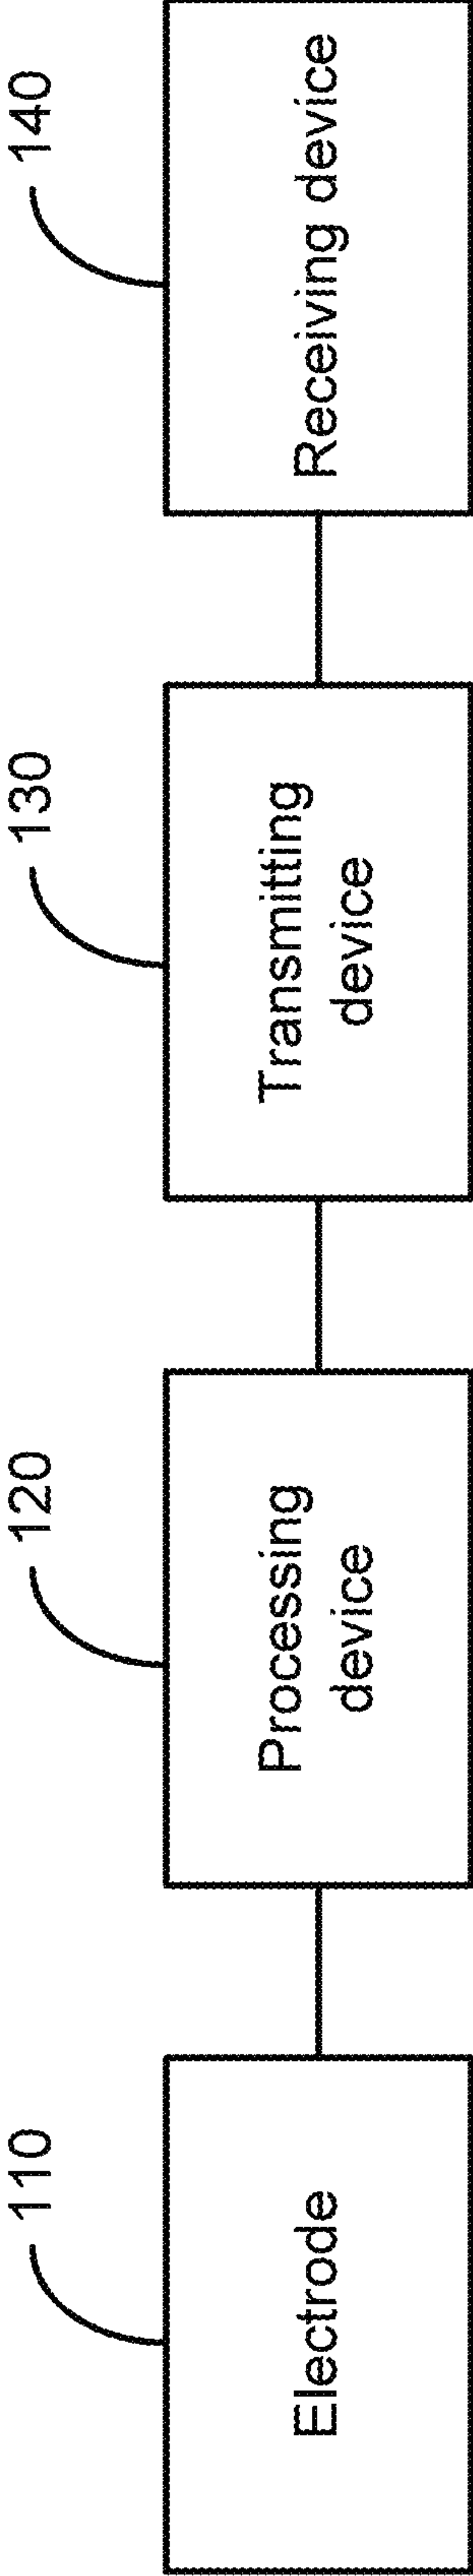 110
120
130
140
Electrode
Processing
device
Transmitting
device
Receiving device